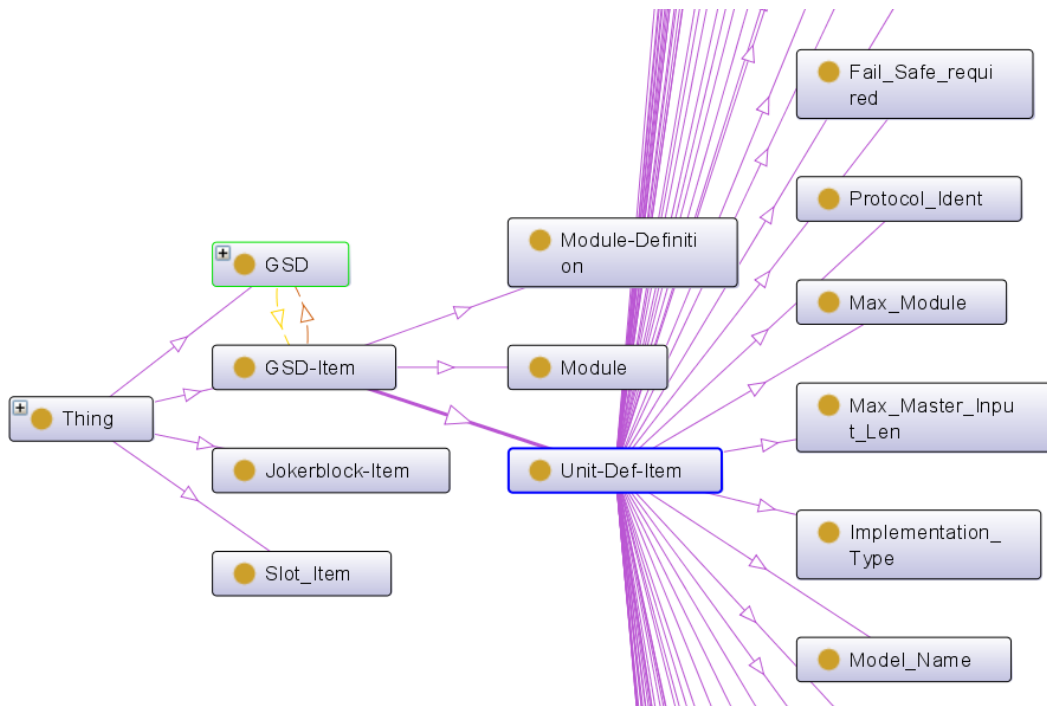 Fail_Safe_requi
red
Protocol_Ident
Module-Definiti
on
GSD
Max_Module
GSD-Item
Module
Thing
Max_Master_Inpu
t_Len
Jokerblock-Item
Unit-Def-Item
Implementation_
Type
Slot_Item
Model_Name